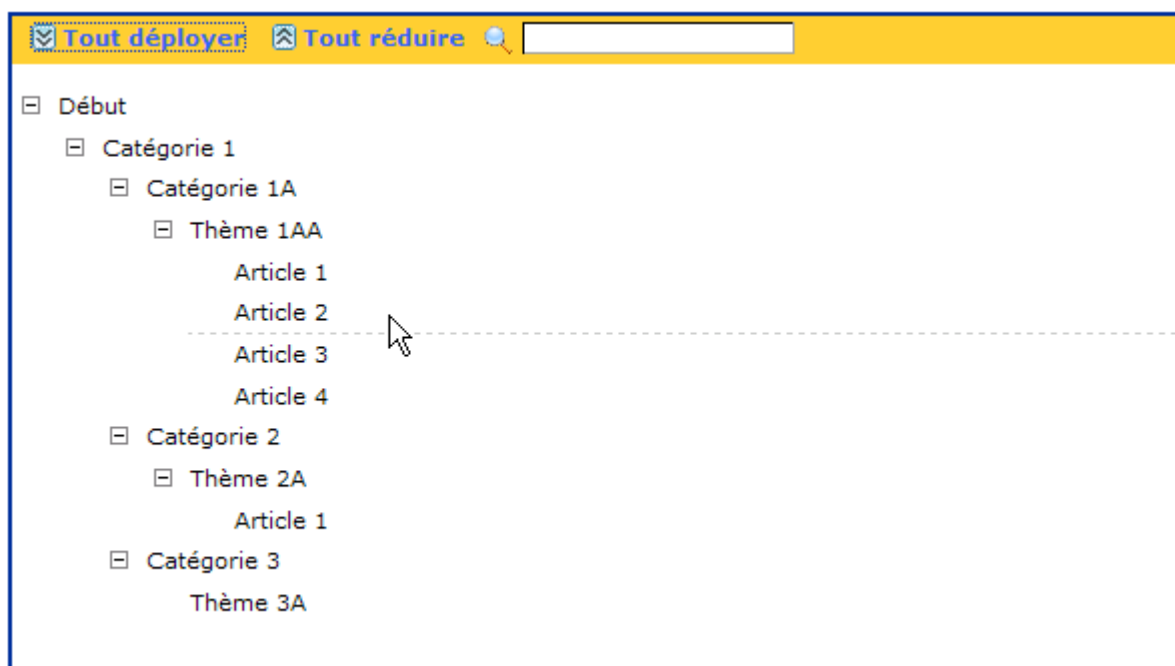 Tout déployer Tout réduire
Début
Catégorie 1
Catégorie 1A
Thème 1AA
Article 1
Article 2
Article 3
Article 4
Catégorie 2
Thème 2A
Article 1
Catégorie 3
Thème 3A